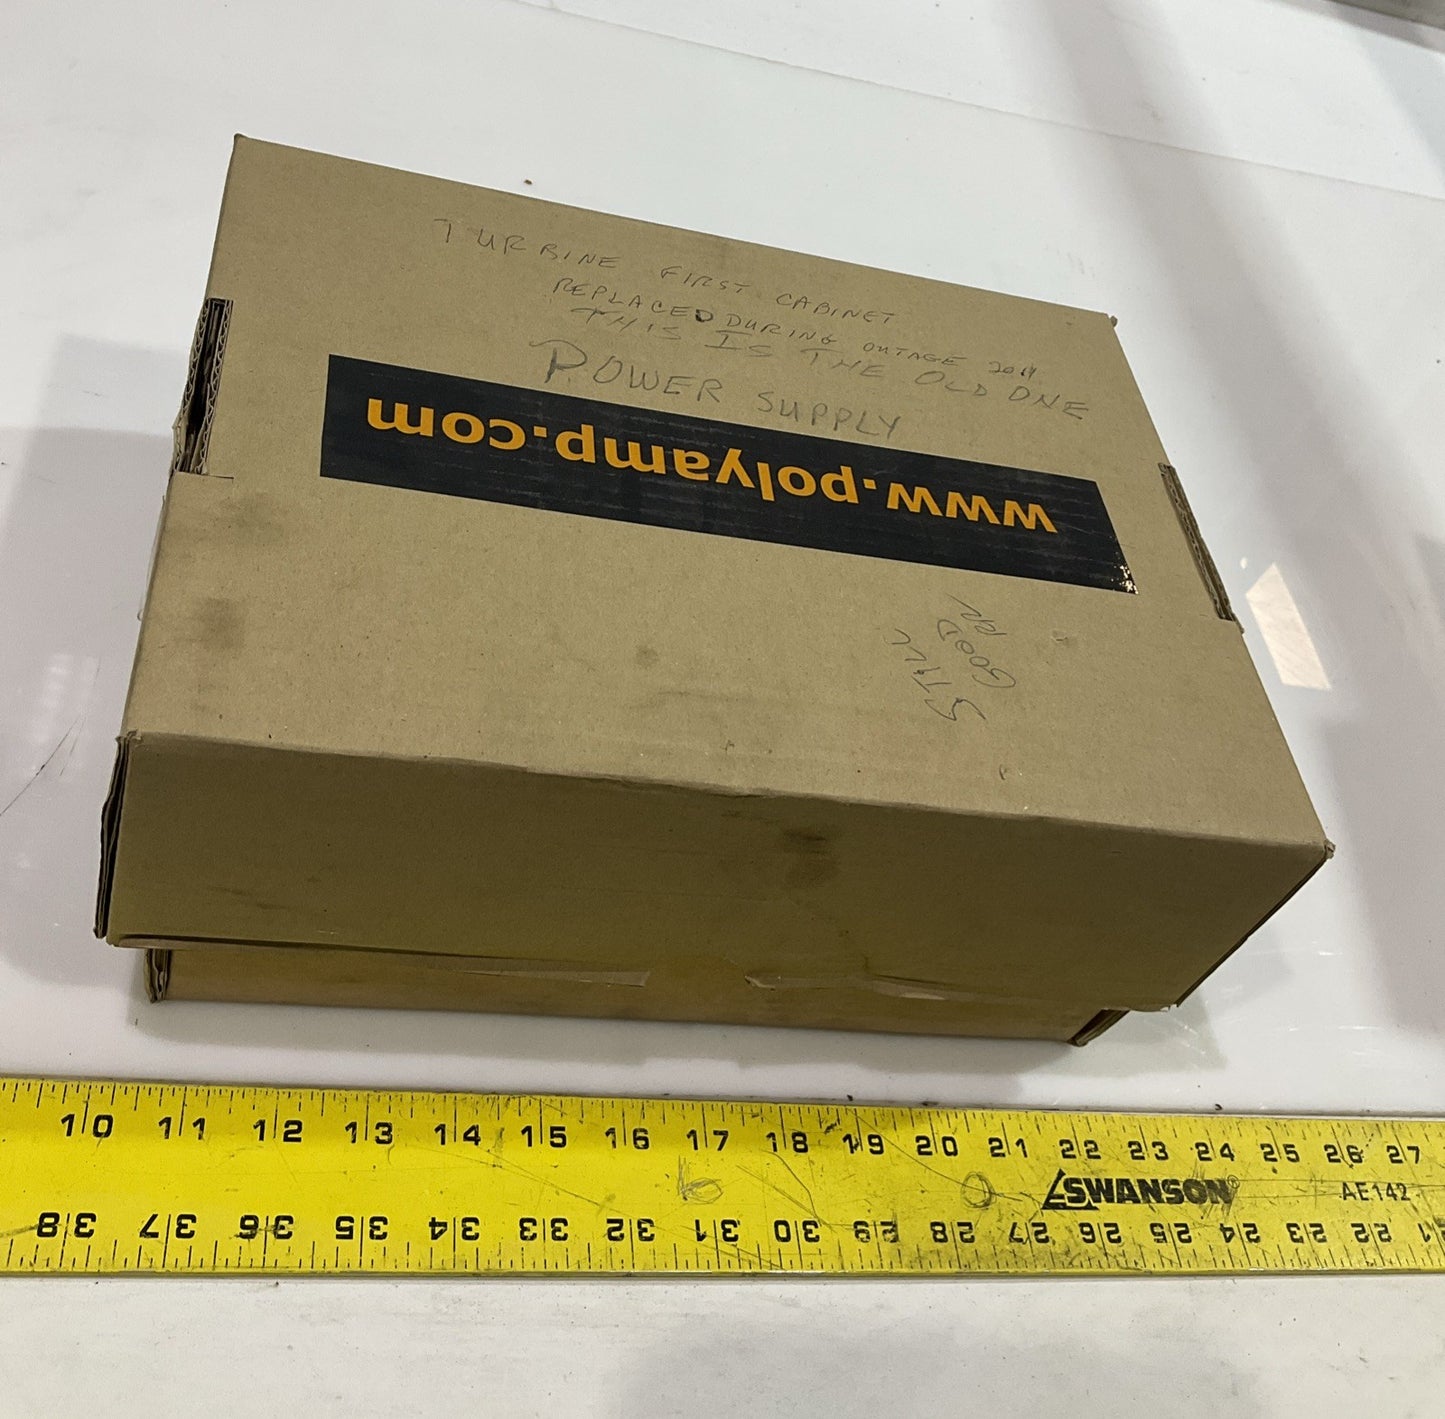 TURBINE FIRST CABINET
REPLACED DURING OUTAGE 2011
THIS IS THE OLD ONE
POWER SUPPLY
www.polyamp.com
STILL
GOOD
10 11 12 13 14 15 16 17 18 19 20 21 22 23 24 25 26 27
SWANSON® AE142
38 37 36 35 34 33 32 31 30 29 28 27 26 25 24 23 22 21